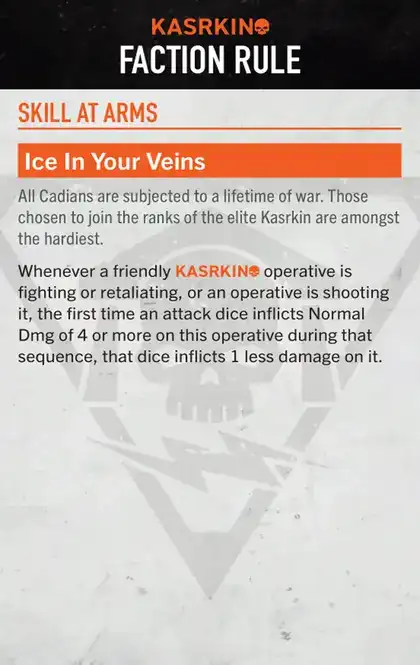 KASRKIN
FACTION RULE
SKILL AT ARMS
Ice In Your Veins
All Cadians are subjected to a lifetime of war. Those
chosen to join the ranks of the elite Kasrkin are amongst
the hardiest.
Whenever a friendly KASRKIN operative is
fighting or retaliating, or an operative is shooting
it, the first time an attack dice inflicts Normal
Dmg of 4 or more on this operative during that
sequence, that dice inflicts 1 less damage on it.